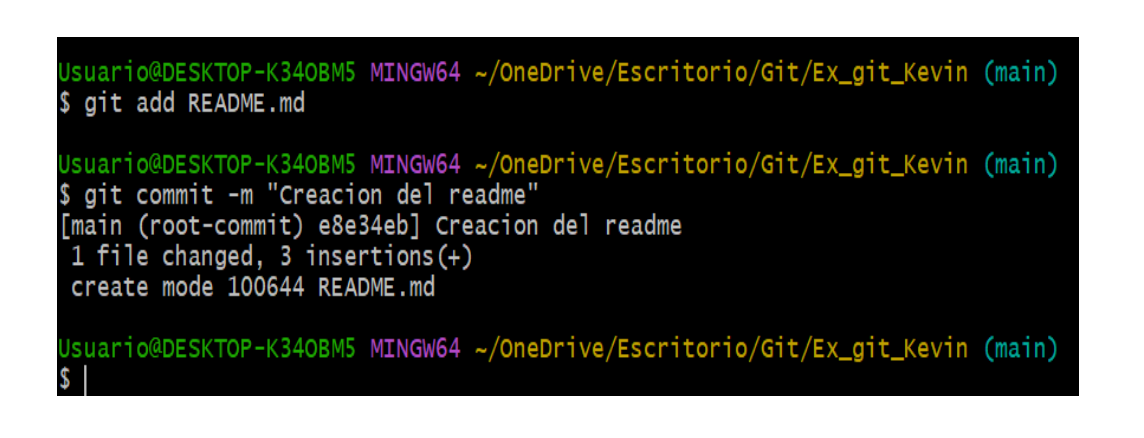 Usuario@DESKTOP-K34OBM5 MINGW64 ~/OneDrive/Escritorio/Git/Ex_git_Kevin (main)
$ git add README.md
Usuario@DESKTOP-K34OBM5 MINGW64 ~/OneDrive/Escritorio/Git/Ex_git_Kevin (main)
$ git commit -m "Creacion del readme"
[main (root-commit) e8e34eb] Creacion del readme
 1 file changed, 3 insertions(+)
 create mode 100644 README.md
Usuario@DESKTOP-K34OBM5 MINGW64 ~/OneDrive/Escritorio/Git/Ex_git_Kevin (main)
$